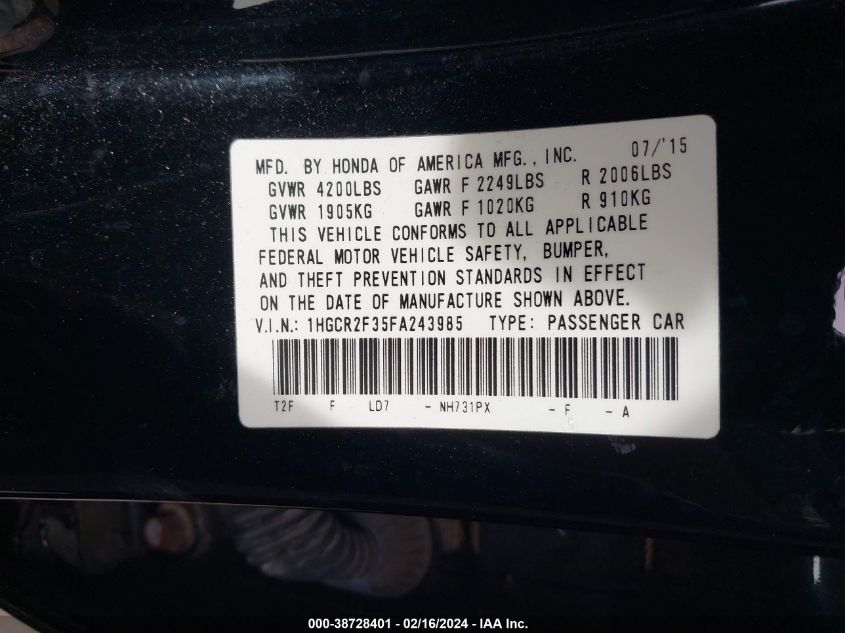 MFD. BY HONDA OF AMERICA MFG., INC. 07/'15
GVWR 4200LBS GAWR F 2249LBS R 2006LBS
GVWR 1905KG GAWR F 1020KG R 910KG
THIS VEHICLE CONFORMS TO ALL APPLICABLE
FEDERAL MOTOR VEHICLE SAFETY, BUMPER,
AND THEFT PREVENTION STANDARDS IN EFFECT
ON THE DATE OF MANUFACTURE SHOWN ABOVE.
V.I.N.: 1HGCR2F35FA243985 TYPE: PASSENGER CAR
T2F F LD7 - NH731PX - F - A
000-38728401 - 02/16/2024 - IAA Inc.